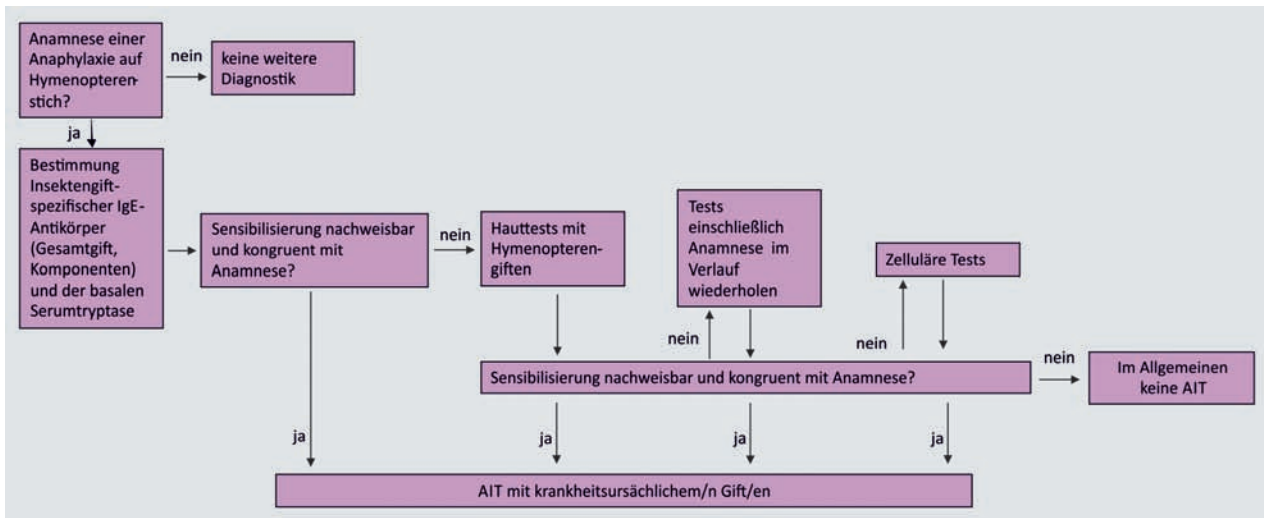 Anamnese einer
Anaphylaxie auf
Hymenopteren-
stich?
nein
keine weitere
Diagnostik
ja
Bestimmung
Insektengift-
spezifischer IgE-
Antikörper
(Gesamtgift,
Komponenten)
und der basalen
Serumtryptase
Sensibilisierung nachweisbar
und kongruent mit
Anamnese?
nein
Hauttests mit
Hymenopteren-
giften
Tests
einschließlich
Anamnese im
Verlauf
wiederholen
Zelluläre Tests
nein
nein
Sensibilisierung nachweisbar und kongruent mit Anamnese?
nein
Im Allgemeinen
keine AIT
ja
ja
ja
ja
AIT mit krankheitsursächlichem/n Gift/en